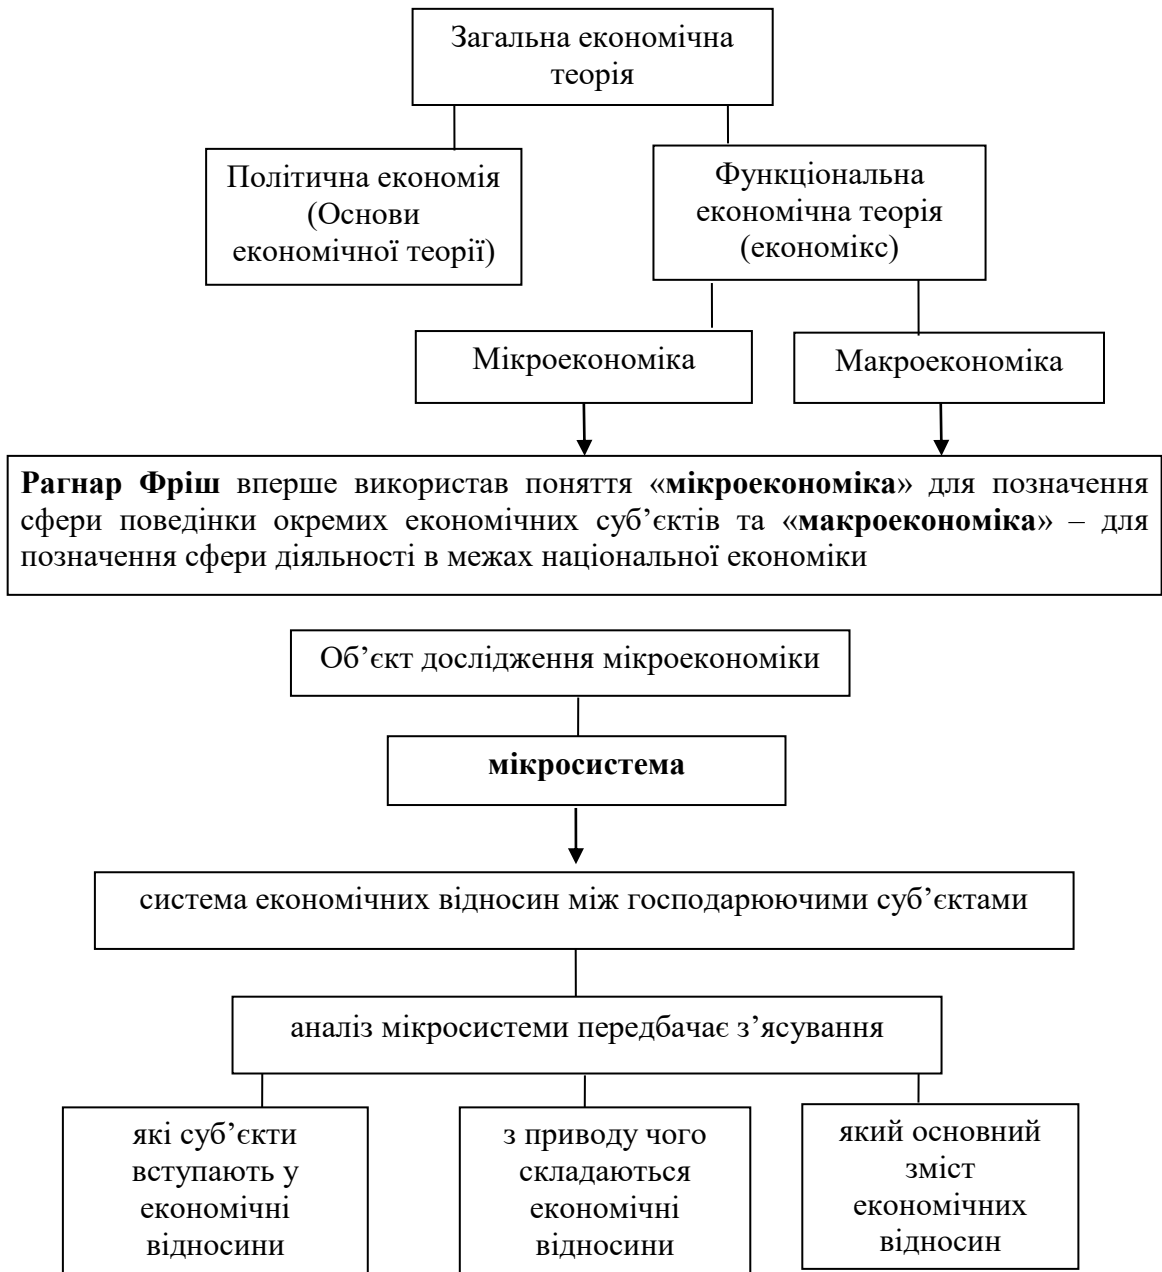 Загальна економічна
теорія
Політична економія
(Основи
економічної теорії)
Функціональна
економічна теорія
(економікс)
Мікроекономіка
Макроекономіка
Рагнар Фріш вперше використав поняття «мікроекономіка» для позначення
сфери поведінки окремих економічних суб’єктів та «макроекономіка» – для
позначення сфери діяльності в межах національної економіки
Об’єкт дослідження мікроекономіки
мікросистема
система економічних відносин між господарюючими суб’єктами
аналіз мікросистеми передбачає з’ясування
які суб’єкти
вступають у
економічні
відносини
з приводу чого
складаються
економічні
відносини
який основний
зміст
економічних
відносин